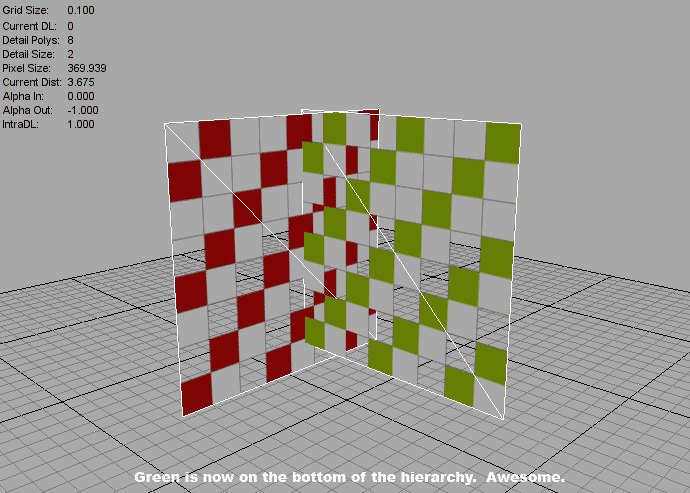 Grid Size: 0.100
Current DL: 0
Detail Polys: 8
Detail Size: 2
Pixel Size: 369.939
Current Dist: 3.675
Alpha In: 0.000
Alpha Out: -1.000
IntraDL: 1.000
Green is now on the bottom of the hierarchy. Awesome.